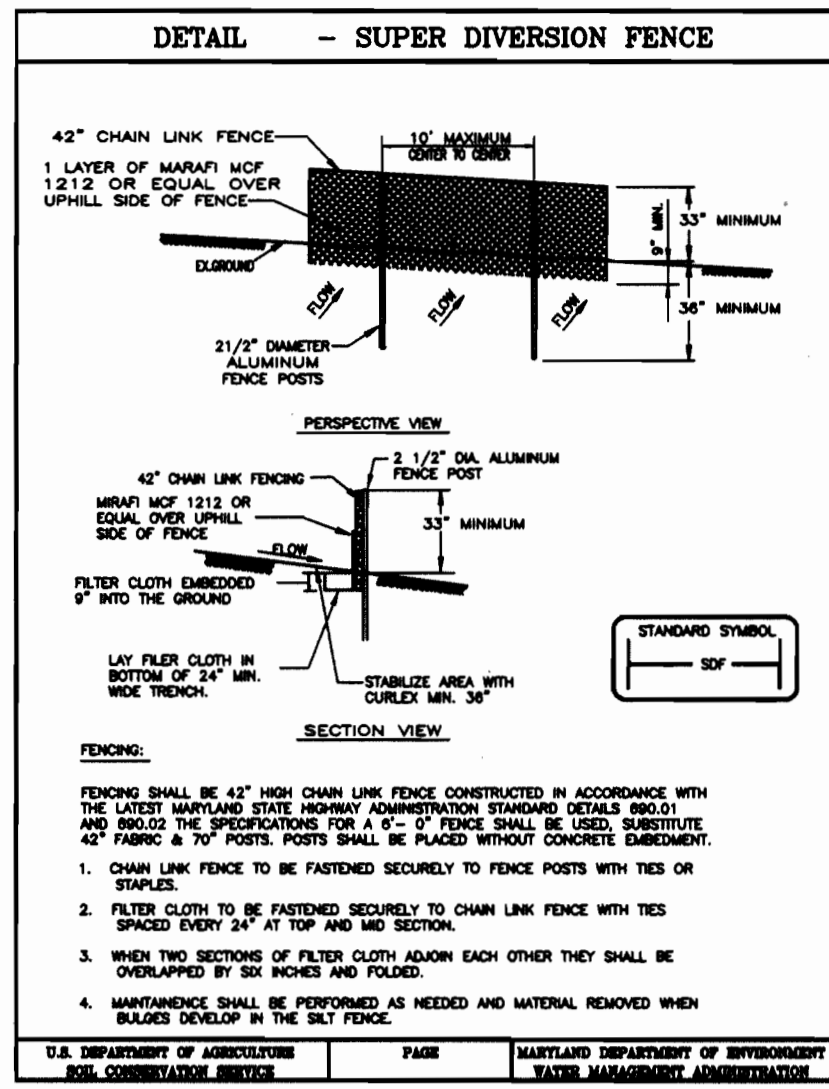 DETAIL - SUPER DIVERSION FENCE
42" CHAIN LINK FENCE
1 LAYER OF MARAFI MCF
1212 OR EQUAL OVER
UPHILL SIDE OF FENCE
10' MAXIMUM
CENTER TO CENTER
9" MIN.
33" MINIMUM
36" MINIMUM
EX.GROUND
FLOW
FLOW
FLOW
21/2" DIAMETER
ALUMINUM
FENCE POSTS
PERSPECTIVE VIEW
2 1/2" DIA. ALUMINUM
FENCE POST
42" CHAIN LINK FENCING
MIRAFI MCF 1212 OR
EQUAL OVER UPHILL
SIDE OF FENCE
33" MINIMUM
FLOW
FILTER CLOTH EMBEDDED
9" INTO THE GROUND
LAY FILER CLOTH IN
BOTTOM OF 24" MIN.
WIDE TRENCH.
STABILIZE AREA WITH
CURLEX MIN. 36"
STANDARD SYMBOL
SDF
SECTION VIEW
FENCING:
FENCING SHALL BE 42" HIGH CHAIN LINK FENCE CONSTRUCTED IN ACCORDANCE WITH
THE LATEST MARYLAND STATE HIGHWAY ADMINISTRATION STANDARD DETAILS 690.01
AND 690.02 THE SPECIFICATIONS FOR A 6'- 0" FENCE SHALL BE USED, SUBSTITUTE
42" FABRIC & 70" POSTS. POSTS SHALL BE PLACED WITHOUT CONCRETE EMBEDMENT.
1. CHAIN LINK FENCE TO BE FASTENED SECURELY TO FENCE POSTS WITH TIES OR
STAPLES.
2. FILTER CLOTH TO BE FASTENED SECURELY TO CHAIN LINK FENCE WITH TIES
SPACED EVERY 24" AT TOP AND MID SECTION.
3. WHEN TWO SECTIONS OF FILTER CLOTH ADJOIN EACH OTHER THEY SHALL BE
OVERLAPPED BY SIX INCHES AND FOLDED.
4. MAINTAINENCE SHALL BE PERFORMED AS NEEDED AND MATERIAL REMOVED WHEN
BULGES DEVELOP IN THE SILT FENCE.
U.S. DEPARTMENT OF AGRICULTURE
SOIL CONSERVATION SERVICE
PAGE
MARYLAND DEPARTMENT OF ENVIRONMENT
WATER MANAGEMENT ADMINISTRATION